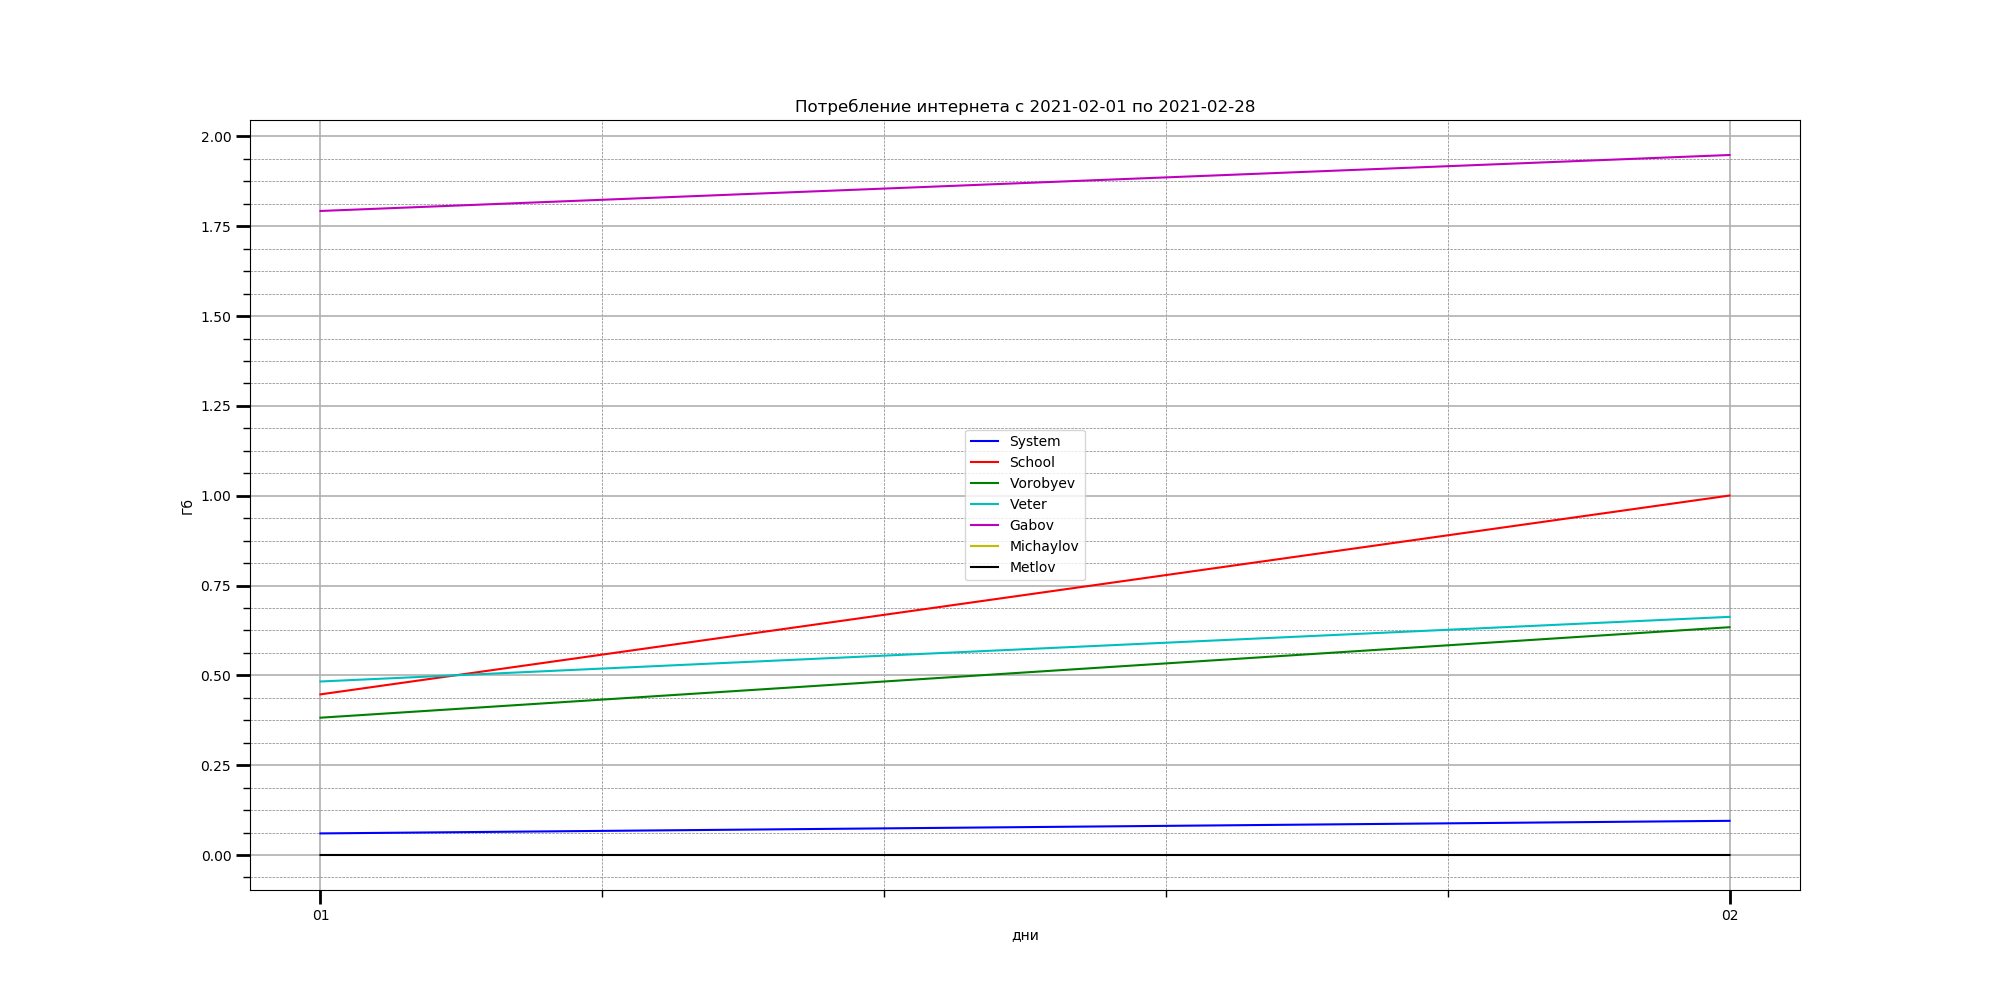 Потребление интернета с 2021-02-01 по 2021-02-28
2.00
1.75
1.50
1.25
1.00
0.75
0.50
0.25
0.00
Гб
System
School
Vorobyev
Veter
Gabov
Michaylov
Metlov
01 02
дни